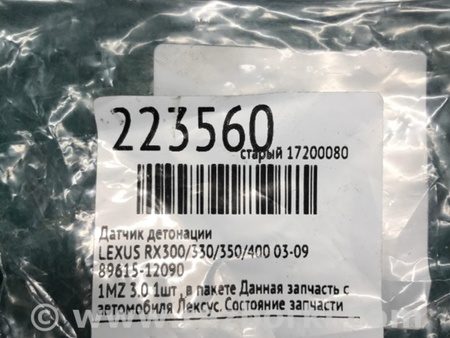 223560
старый 17200080
Датчик детонации
LEXUS RX300/330/350/400 03-09
89615-12090
1MZ 3.0 1шт., в пакете Данная запчасть с
автомобиля Лексус. Состояние запчасти